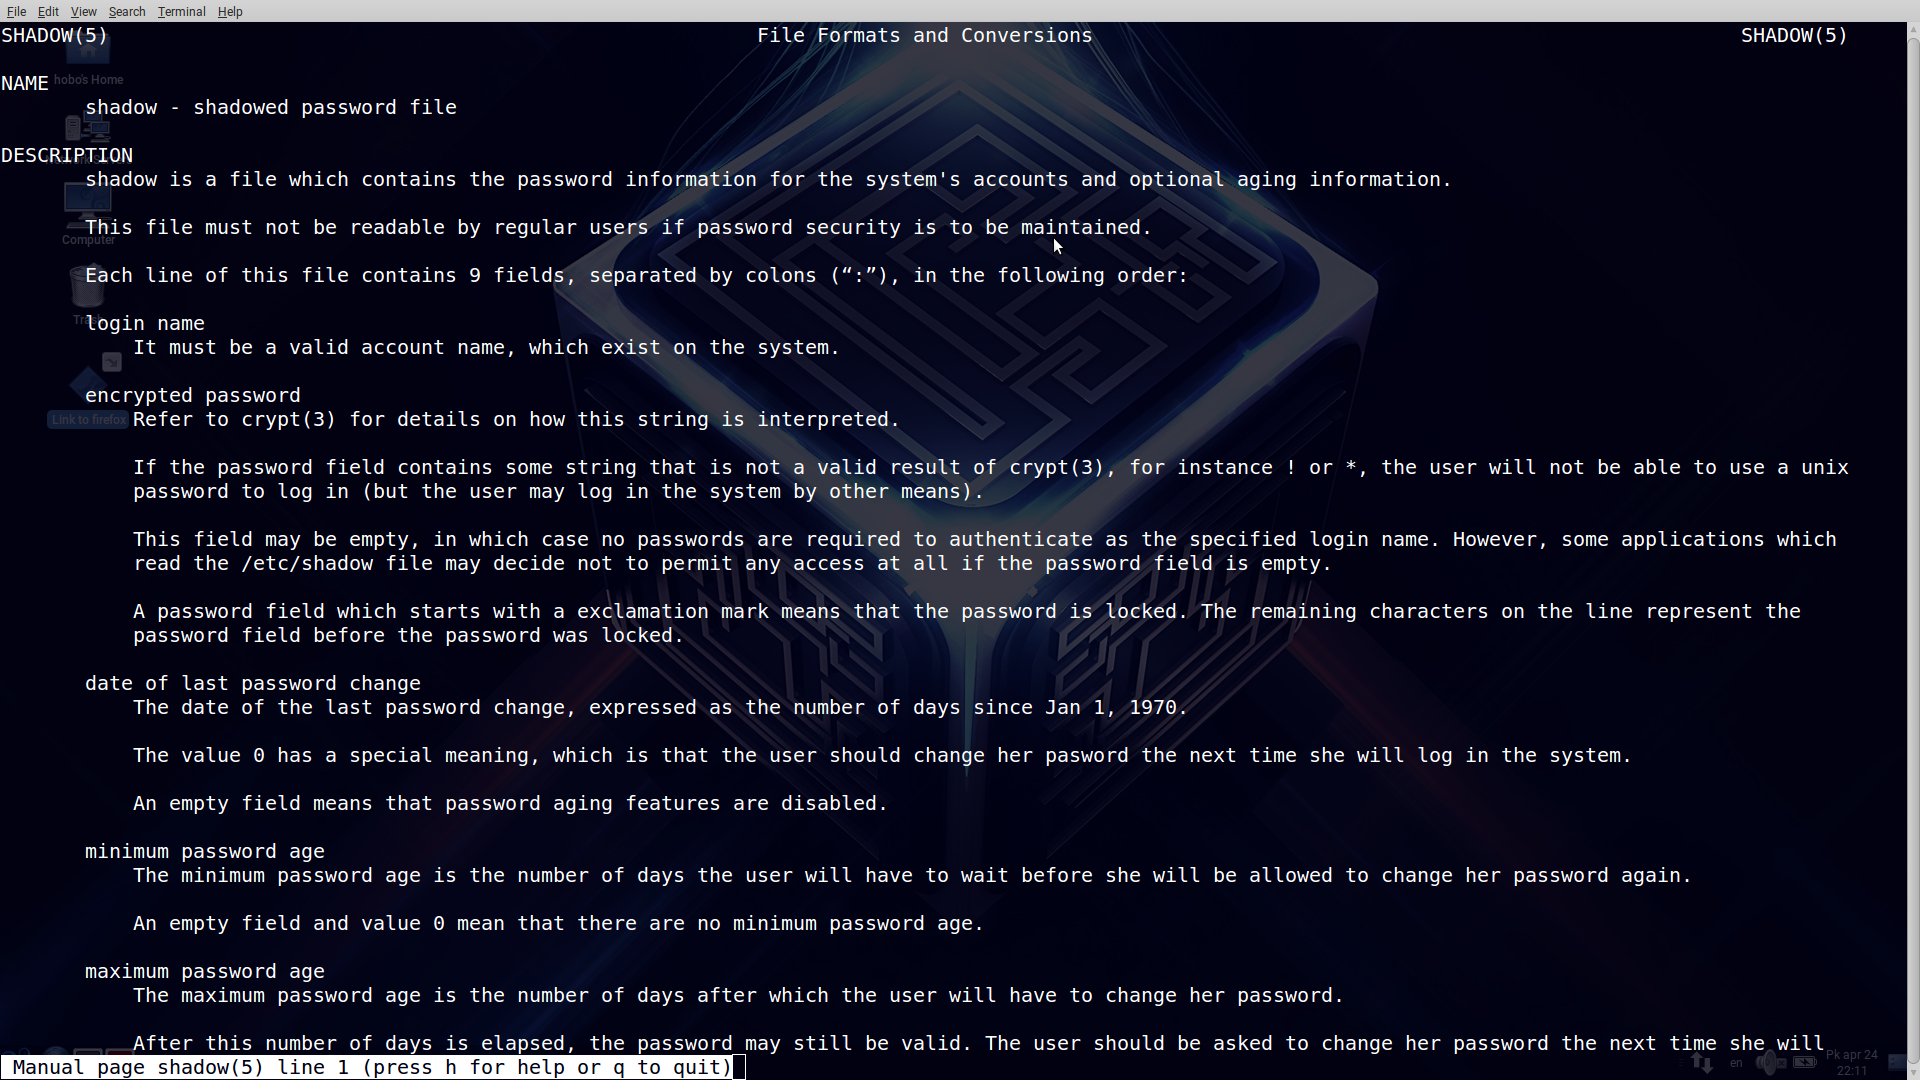 File Edit View Search Terminal Help
SHADOW(5) File Formats and Conversions SHADOW(5)
hobo's Home
NAME
shadow - shadowed password file
DESCRIPTION
shadow is a file which contains the password information for the system's accounts and optional aging information.
This file must not be readable by regular users if password security is to be maintained.
Computer
Each line of this file contains 9 fields, separated by colons (“:”), in the following order:
login name
It must be a valid account name, which exist on the system.
encrypted password
Link to firefox
Refer to crypt(3) for details on how this string is interpreted.
If the password field contains some string that is not a valid result of crypt(3), for instance ! or *, the user will not be able to use a unix
password to log in (but the user may log in the system by other means).
This field may be empty, in which case no passwords are required to authenticate as the specified login name. However, some applications which
read the /etc/shadow file may decide not to permit any access at all if the password field is empty.
A password field which starts with a exclamation mark means that the password is locked. The remaining characters on the line represent the
password field before the password was locked.
date of last password change
The date of the last password change, expressed as the number of days since Jan 1, 1970.
The value 0 has a special meaning, which is that the user should change her pasword the next time she will log in the system.
An empty field means that password aging features are disabled.
minimum password age
The minimum password age is the number of days the user will have to wait before she will be allowed to change her password again.
An empty field and value 0 mean that there are no minimum password age.
maximum password age
The maximum password age is the number of days after which the user will have to change her password.
After this number of days is elapsed, the password may still be valid. The user should be asked to change her password the next time she will
Manual page shadow(5) line 1 (press h for help or q to quit)
en
Pk apr 24
22:11